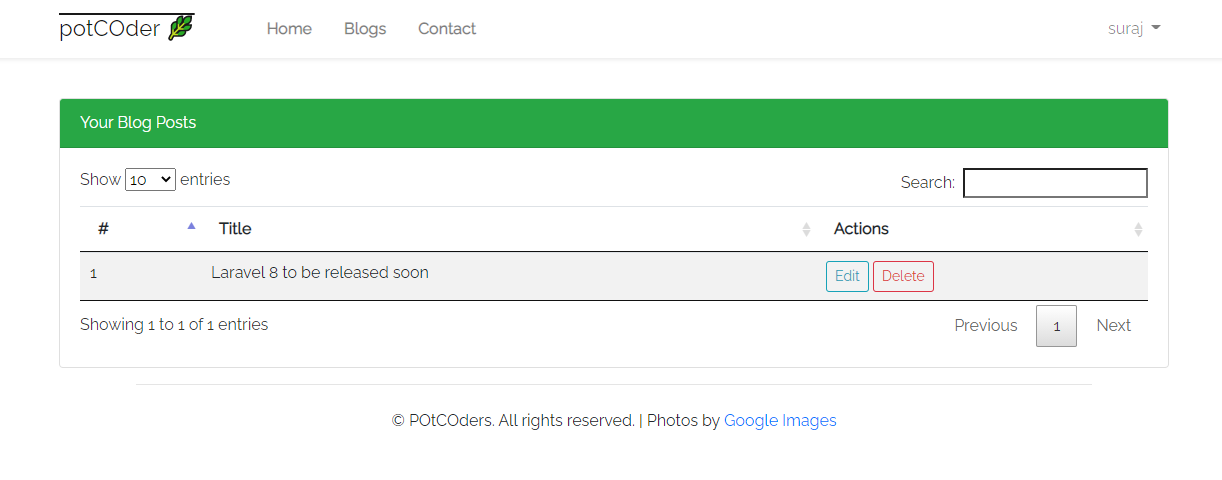 potCOder Home Blogs Contact suraj
Your Blog Posts
Show 10 entries Search:
# Title Actions
1 Laravel 8 to be released soon Edit Delete
Showing 1 to 1 of 1 entries Previous 1 Next
© POtCOders. All rights reserved. | Photos by Google Images